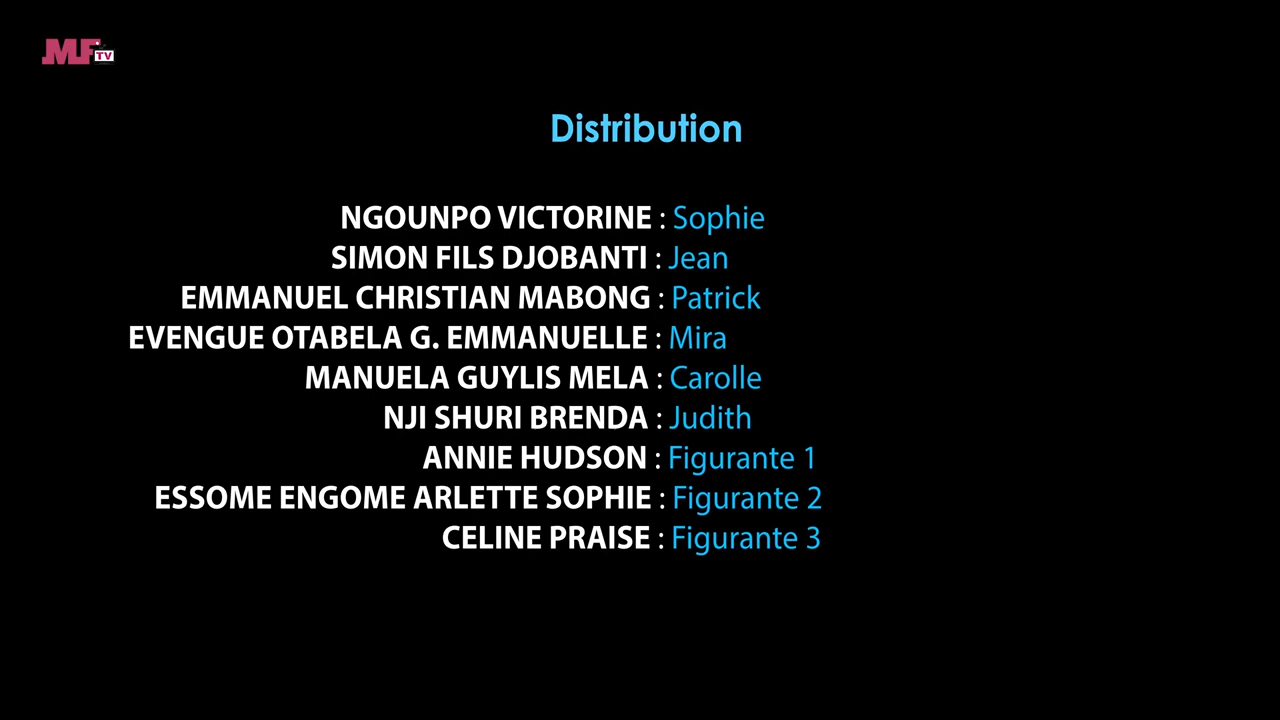 MF TV
Distribution
NGOUNPO VICTORINE : Sophie
SIMON FILS DJOBANTI : Jean
EMMANUEL CHRISTIAN MABONG : Patrick
EVENGUE OTABELA G. EMMANUELLE : Mira
MANUELA GUYLIS MELA : Carolle
NJI SHURI BRENDA : Judith
ANNIE HUDSON : Figurante 1
ESSOME ENGOME ARLETTE SOPHIE : Figurante 2
CELINE PRAISE : Figurante 3